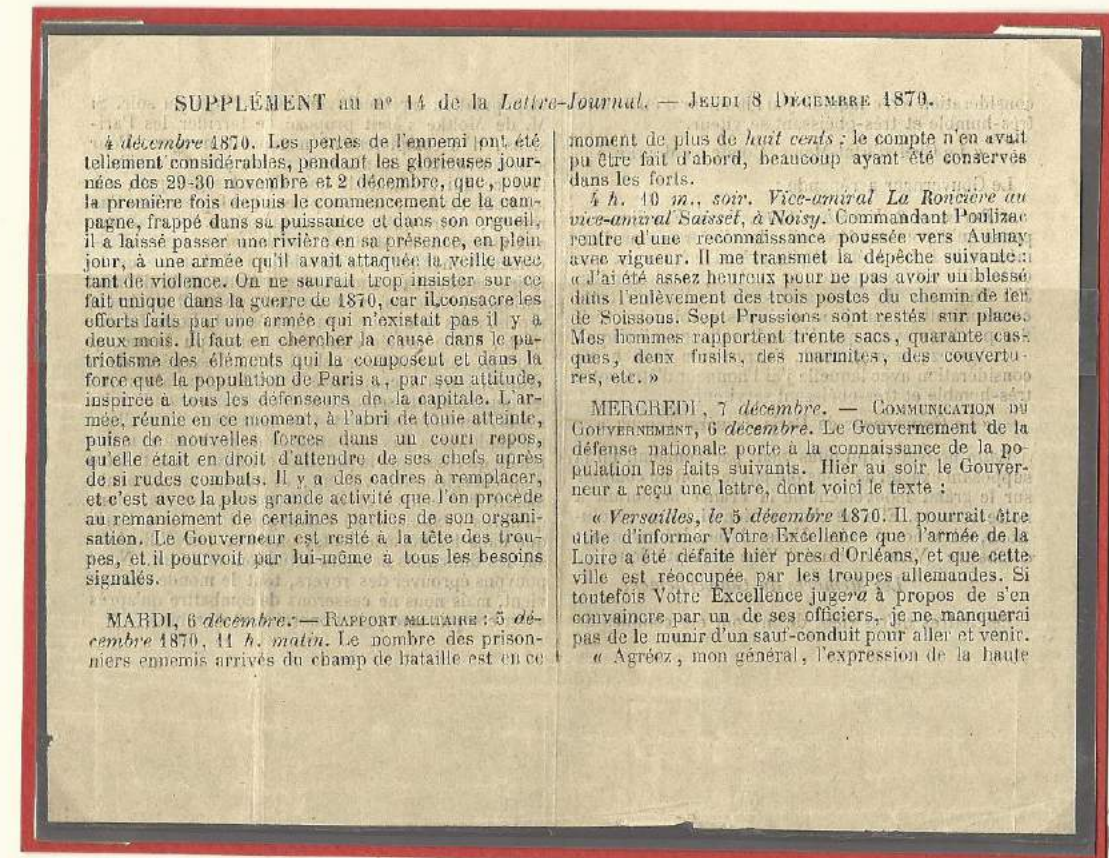 SUPPLÉMENT au nº 14 de la Lettre-Journal. — JEUDI 8 DÉCEMBRE 1870.
4 décembre 1870. Les pertes de l'ennemi ont été
tellement considérables, pendant les glorieuses jour-
nées des 29-30 novembre et 2 décembre, que, pour
la première fois depuis le commencement de la cam-
pagne, frappé dans sa puissance et dans son orgueil,
il a laissé passer une rivière en sa présence, en plein
jour, à une armée qu'il avait attaquée la veille avec
tant de violence. On ne saurait trop insister sur ce
fait unique dans la guerre de 1870, car il consacre les
efforts faits par une armée qui n'existait pas il y a
deux mois. Il faut en chercher la cause dans le pa-
triotisme des éléments qui la composent et dans la
force que la population de Paris a, par son attitude,
inspirée à tous les défenseurs de la capitale. L'ar-
mée, réunie en ce moment, à l'abri de toute atteinte,
puise de nouvelles forces dans un court repos,
qu'elle était en droit d'attendre de ses chefs après
de si rudes combats. Il y a des cadres à remplacer,
et c'est avec la plus grande activité que l'on procède
au remaniement de certaines parties de son organi-
sation. Le Gouverneur est resté à la tête des trou-
pes, et il pourvoit par lui-même à tous les besoins
signalés.
MARDI, 6 décembre. — RAPPORT MILITAIRE : 5 dé-
cembre 1870, 11 h. matin. Le nombre des prison-
niers ennemis arrivés du champ de bataille est en ce
moment de plus de huit cents ; le compte n'en avait
pu être fait d'abord, beaucoup ayant été conservés
dans les forts.
4 h. 10 m., soir. Vice-amiral La Roncière au
vice-amiral Saisset, à Noisy. Commandant Poulizac
rentre d'une reconnaissance poussée vers Aulnay
avec vigueur. Il me transmet la dépêche suivante :
« J'ai été assez heureux pour ne pas avoir un blessé
dans l'enlèvement des trois postes du chemin de fer
de Soissons. Sept Prussiens sont restés sur place.
Mes hommes rapportent trente sacs, quarante cas-
ques, deux fusils, des marmites, des couvertu-
res, etc. »
MERCREDI, 7 décembre. — COMMUNICATION DU
GOUVERNEMENT, 6 décembre. Le Gouvernement de la
défense nationale porte à la connaissance de la po-
pulation les faits suivants. Hier au soir le Gouver-
neur a reçu une lettre, dont voici le texte :
« Versailles, le 5 décembre 1870. Il pourrait être
utile d'informer Votre Excellence que l'armée de la
Loire a été défaite hier près d'Orléans, et que cette
ville est réoccupée par les troupes allemandes. Si
toutefois Votre Excellence jugera à propos de s'en
convaincre par un de ses officiers, je ne manquerai
pas de le munir d'un sauf-conduit pour aller et venir.
« Agréez, mon général, l'expression de la haute